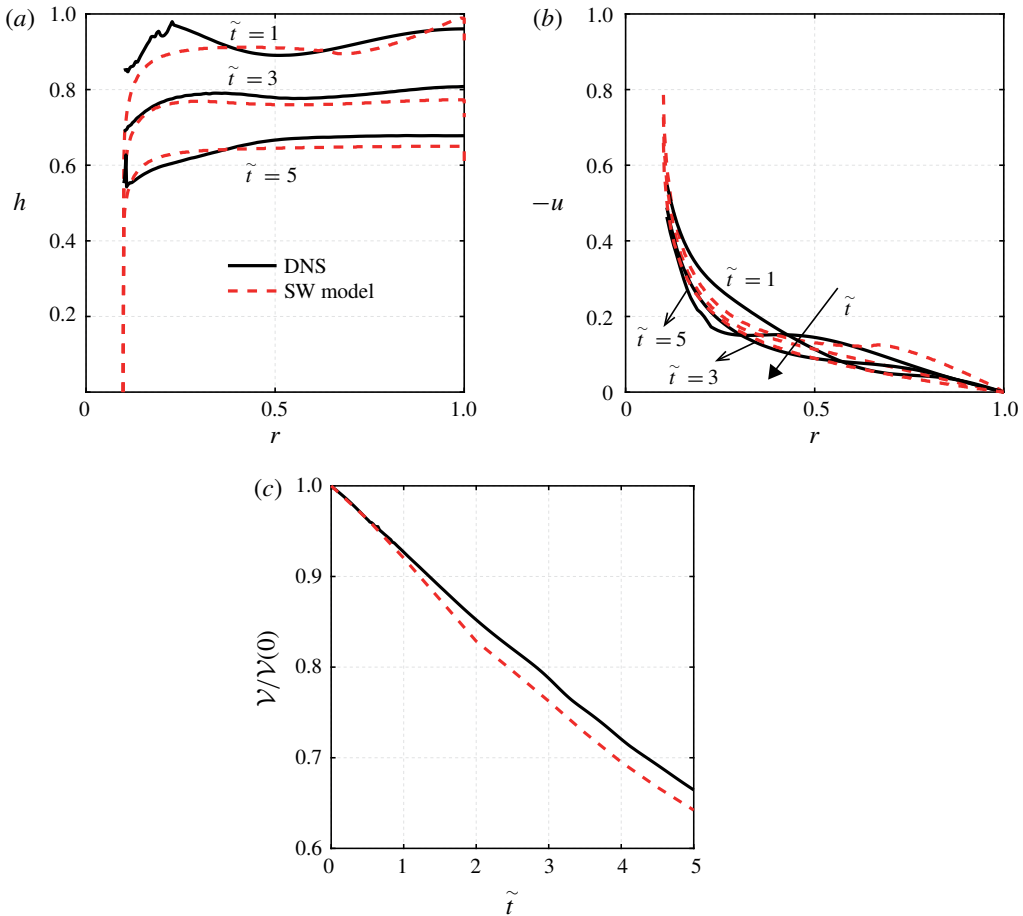 (a)
1.0
0.8
0.6
h
0.4
0.2
0
0.5
1.0
r
t̃ = 1
t̃ = 3
t̃ = 5
DNS
SW model
(b)
1.0
0.8
0.6
−u
0.4
0.2
0
0
0.5
1.0
r
t̃ = 1
t̃
t̃ = 5
t̃ = 3
(c)
1.0
0.9
𝒱/𝒱(0)
0.8
0.7
0.6
0
1
2
3
4
5
t̃